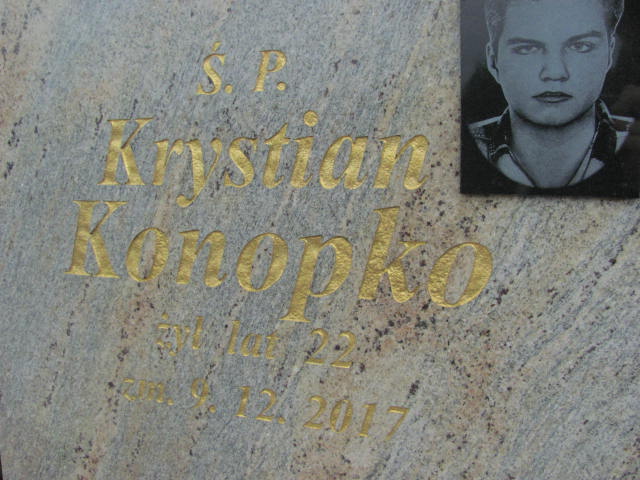 Ś. P.
Krystian
Konopko
żył lat 22
zm. 9. 12. 2017